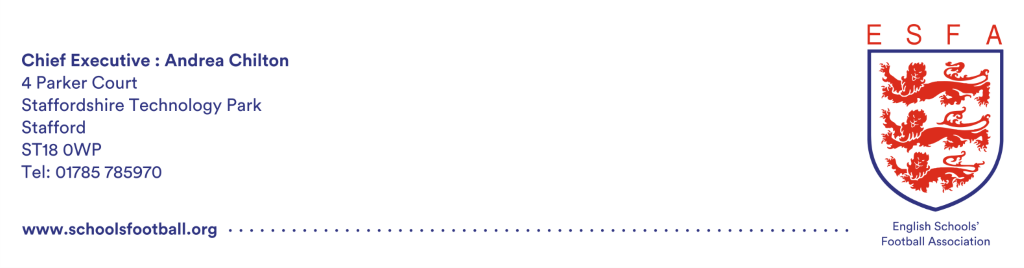 Chief Executive : Andrea Chilton
4 Parker Court
Staffordshire Technology Park
Stafford
ST18 0WP
Tel: 01785 785970
www.schoolsfootball.org
E S F A
English Schools'
Football Association